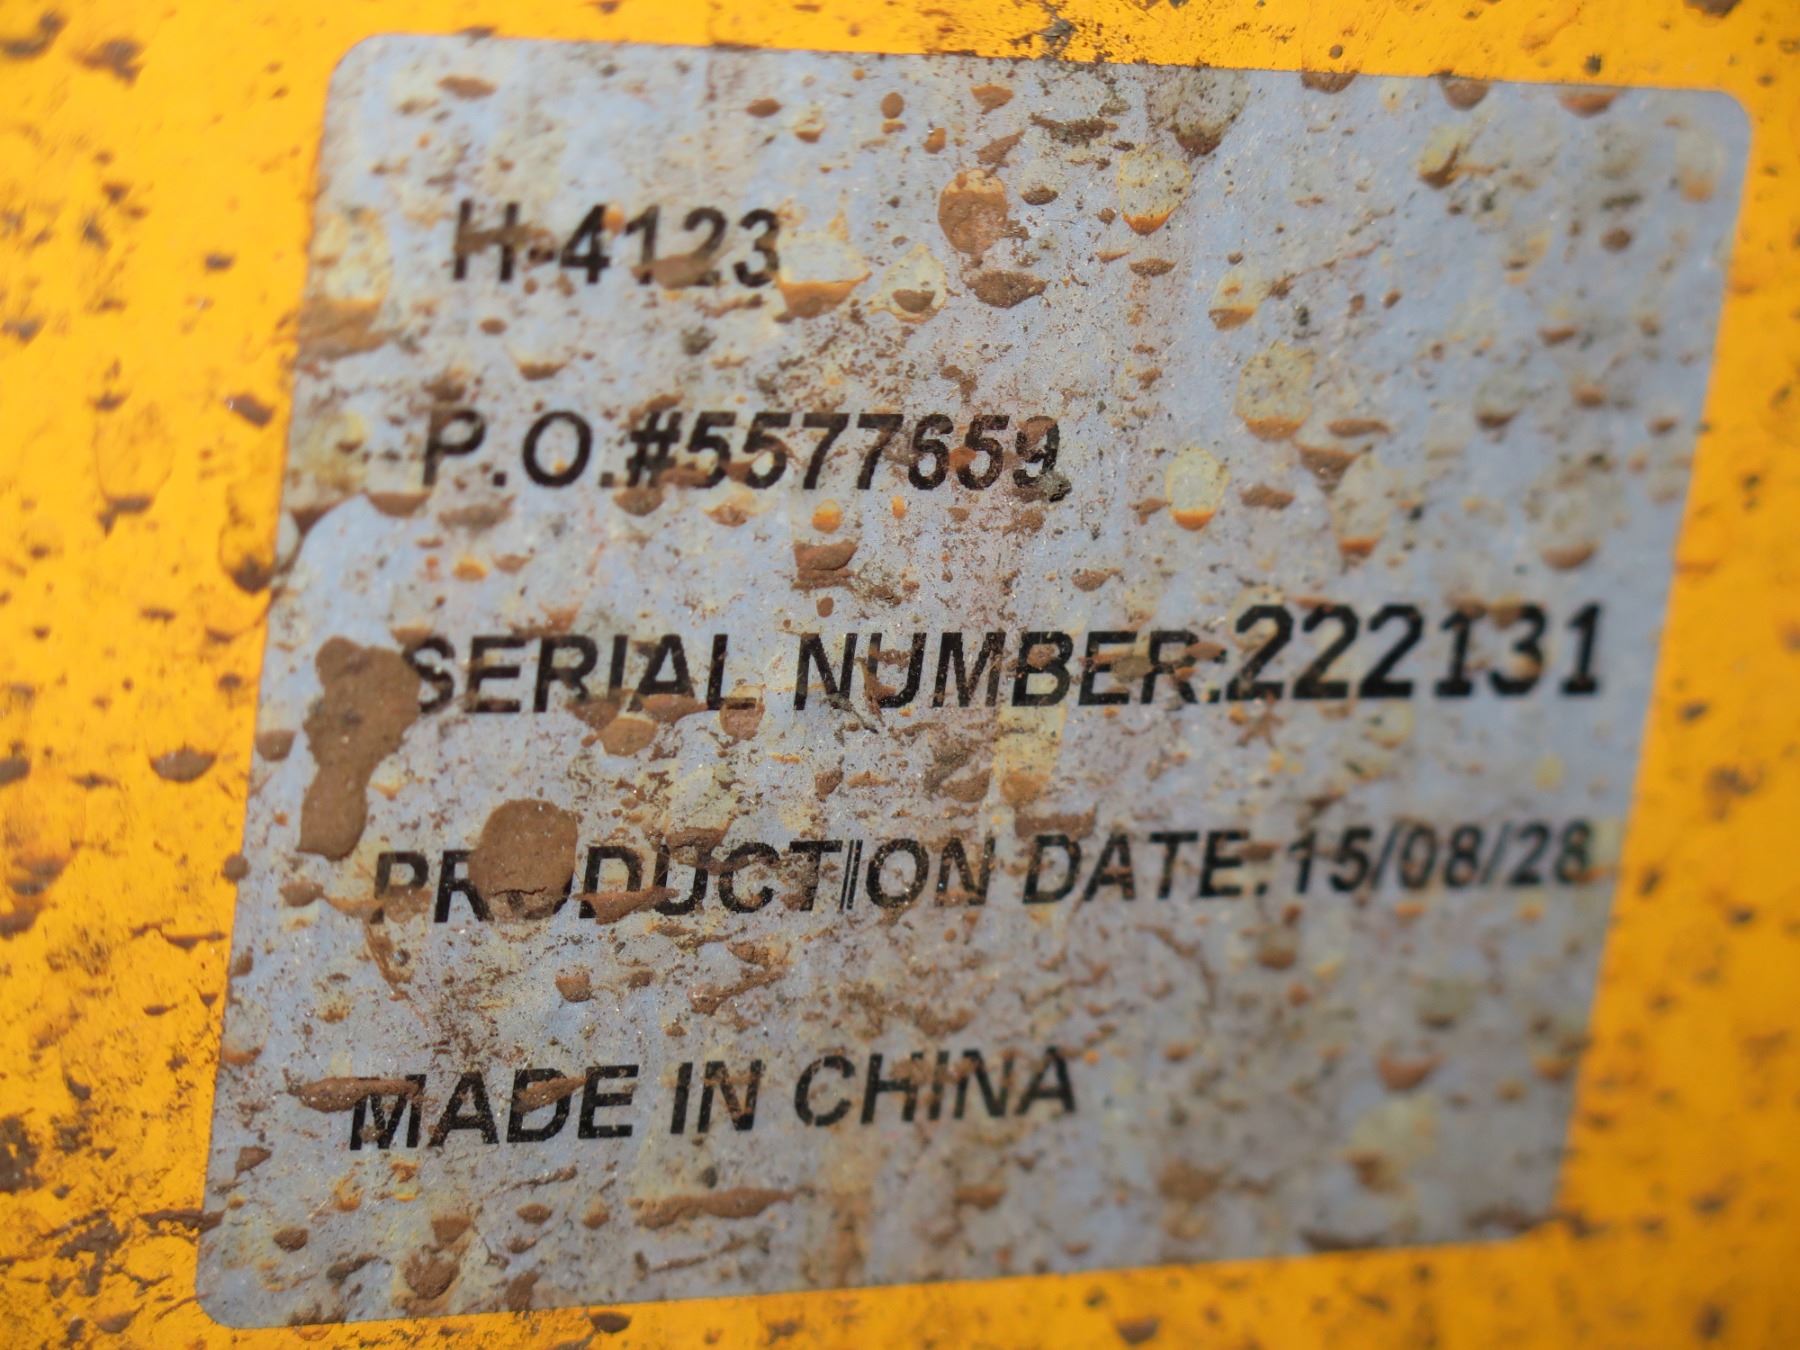 H-4123
P.O.#5577659
SERIAL NUMBER:222131
PRODUCTION DATE:15/08/28
MADE IN CHINA